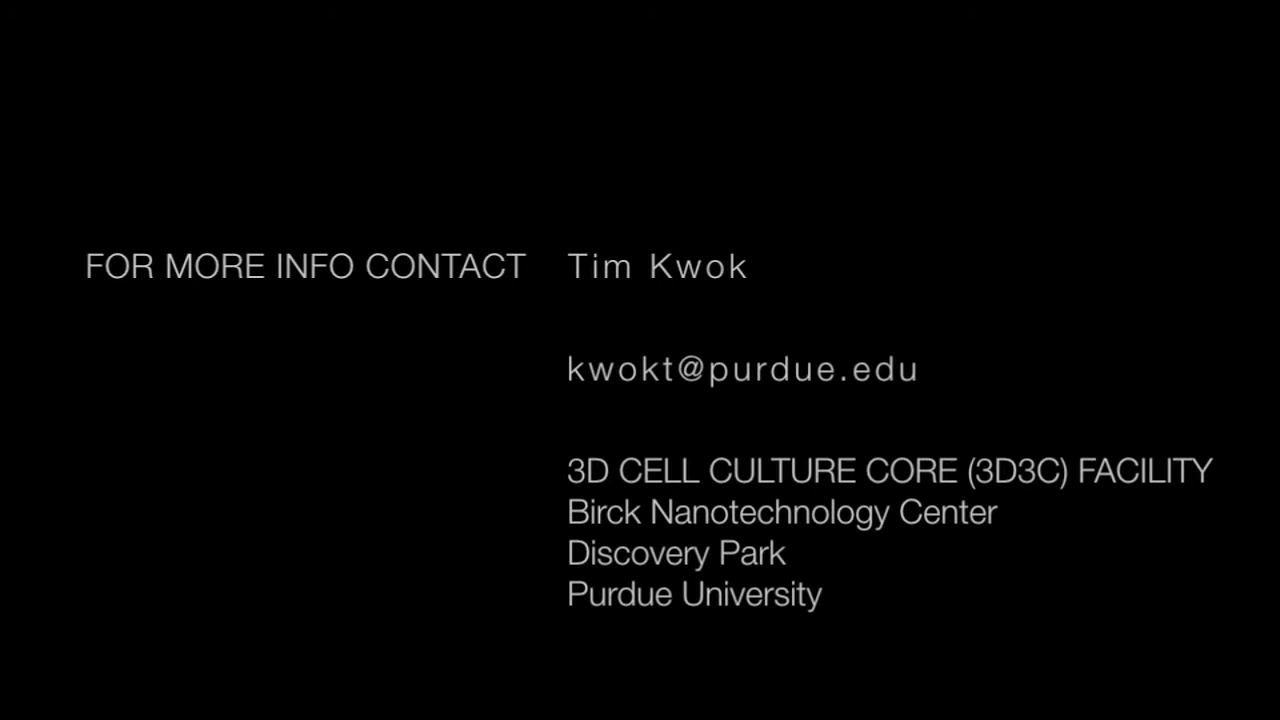 FOR MORE INFO CONTACT Tim Kwok
kwokt@purdue.edu
3D CELL CULTURE CORE (3D3C) FACILITY
Birck Nanotechnology Center
Discovery Park
Purdue University